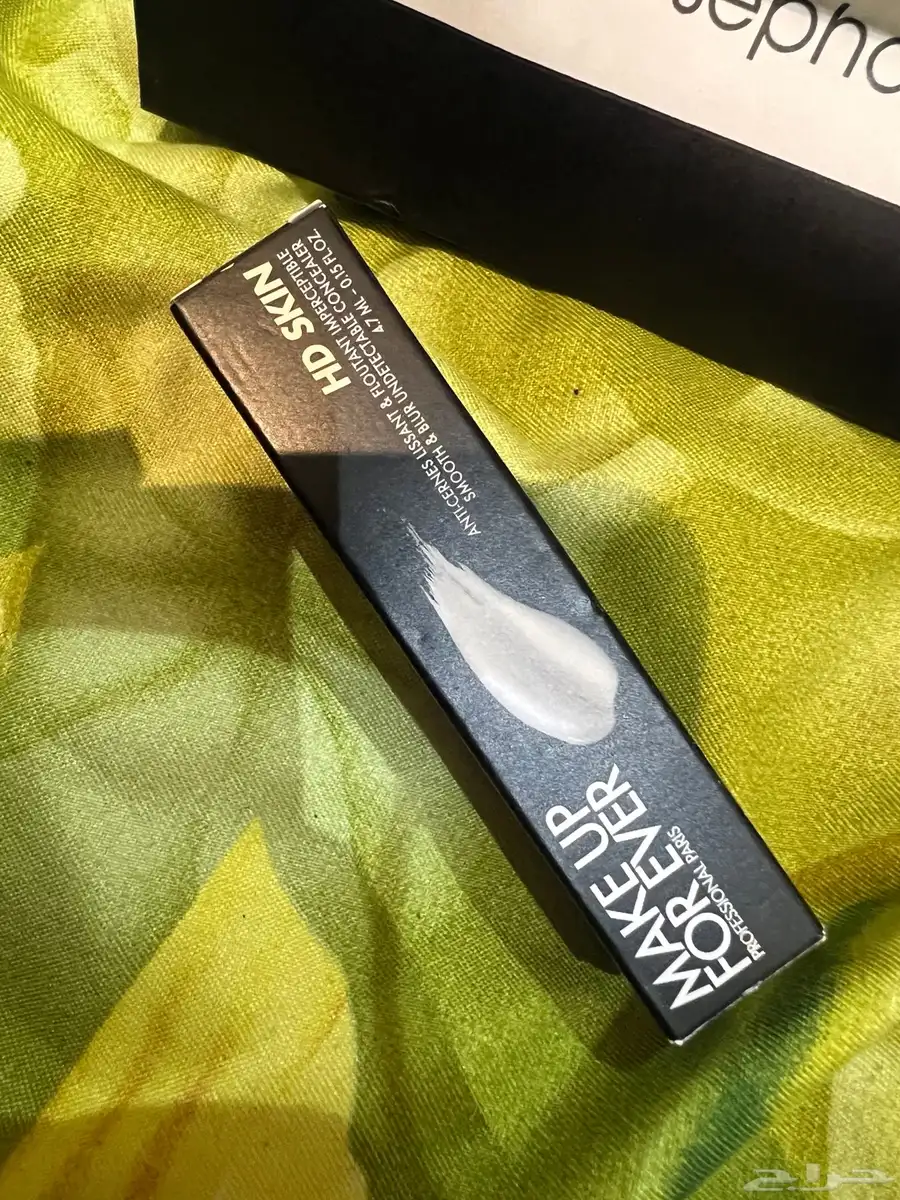 sepho
HD SKIN
ANTI-CERNES LISSANT & FLOUTANT IMPERCEPTIBLE
SMOOTH & BLUR UNDETECTABLE CONCEALER
4.7 ML - 0.15 FL.OZ.
MAKE UP
FOR EVER
PROFESSIONAL PARIS
حراج